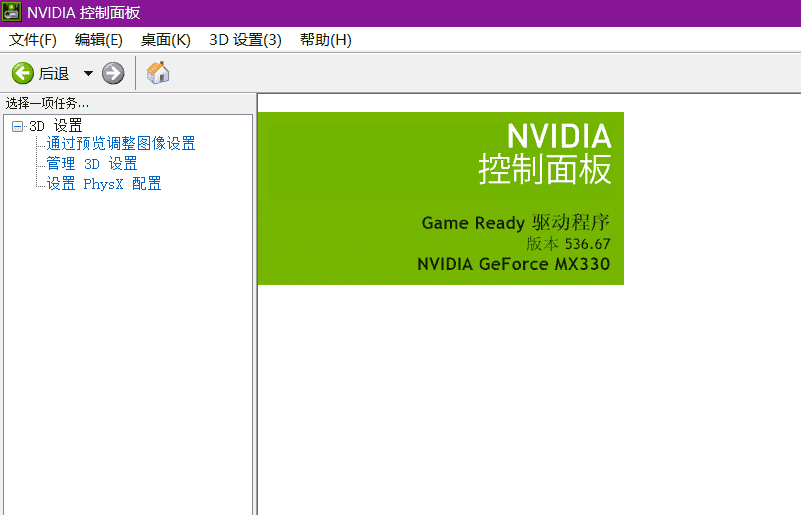 NVIDIA 控制面板
文件(F) 编辑(E) 桌面(K) 3D 设置(3) 帮助(H)
后退
选择一项任务...
3D 设置
通过预览调整图像设置
管理 3D 设置
设置 PhysX 配置
NVIDIA
控制面板
Game Ready 驱动程序
版本 536.67
NVIDIA GeForce MX330